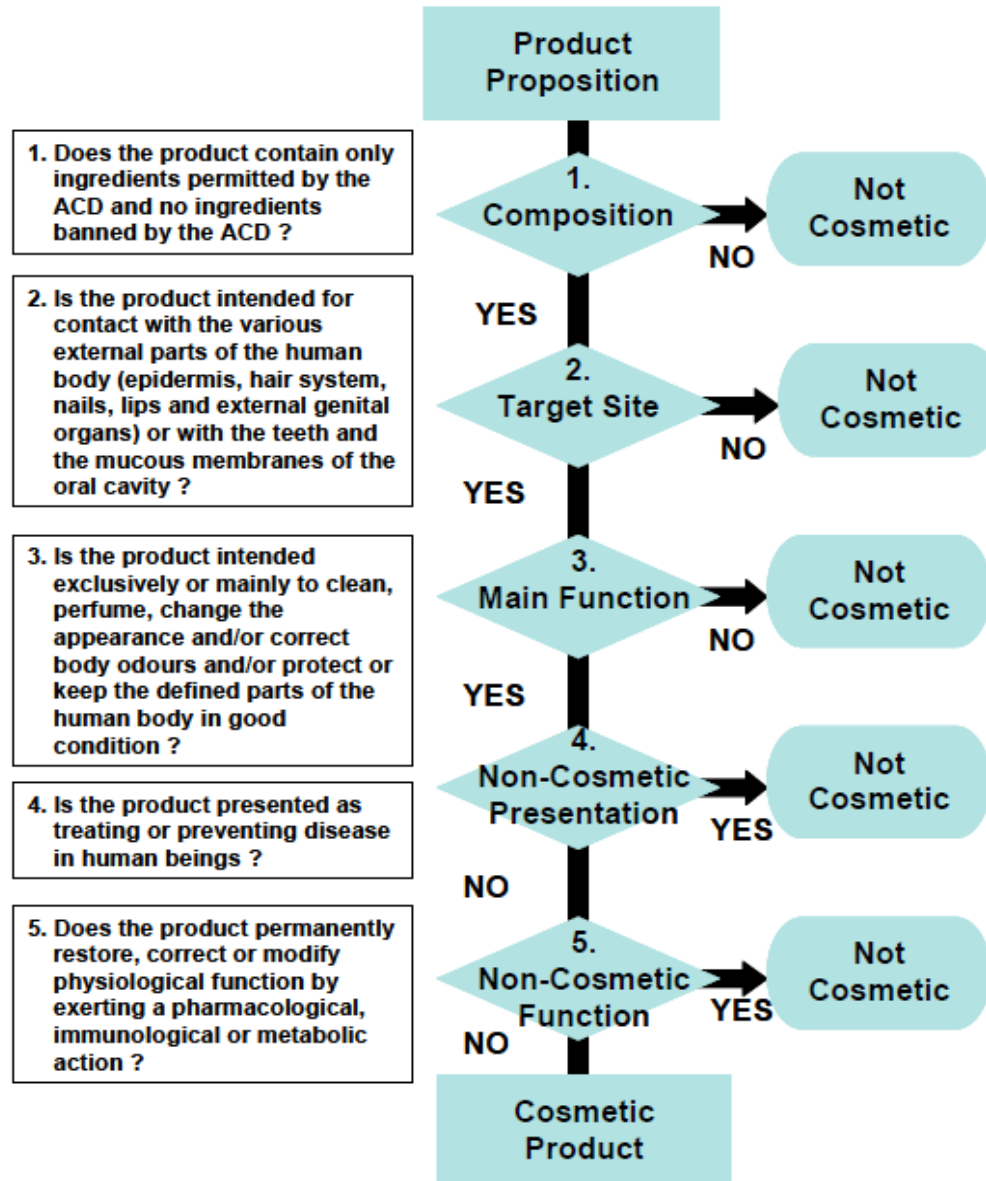 Product
Proposition
1. Does the product contain only
ingredients permitted by the
ACD and no ingredients
banned by the ACD ?
1.
Composition
NO
Not
Cosmetic
YES
2. Is the product intended for
contact with the various
external parts of the human
body (epidermis, hair system,
nails, lips and external genital
organs) or with the teeth and
the mucous membranes of the
oral cavity ?
2.
Target Site
NO
Not
Cosmetic
YES
3. Is the product intended
exclusively or mainly to clean,
perfume, change the
appearance and/or correct
body odours and/or protect or
keep the defined parts of the
human body in good
condition ?
3.
Main Function
NO
Not
Cosmetic
YES
4. Is the product presented as
treating or preventing disease
in human beings ?
4.
Non-Cosmetic
Presentation
YES
Not
Cosmetic
NO
5. Does the product permanently
restore, correct or modify
physiological function by
exerting a pharmacological,
immunological or metabolic
action ?
5.
Non-Cosmetic
Function
YES
Not
Cosmetic
NO
Cosmetic
Product